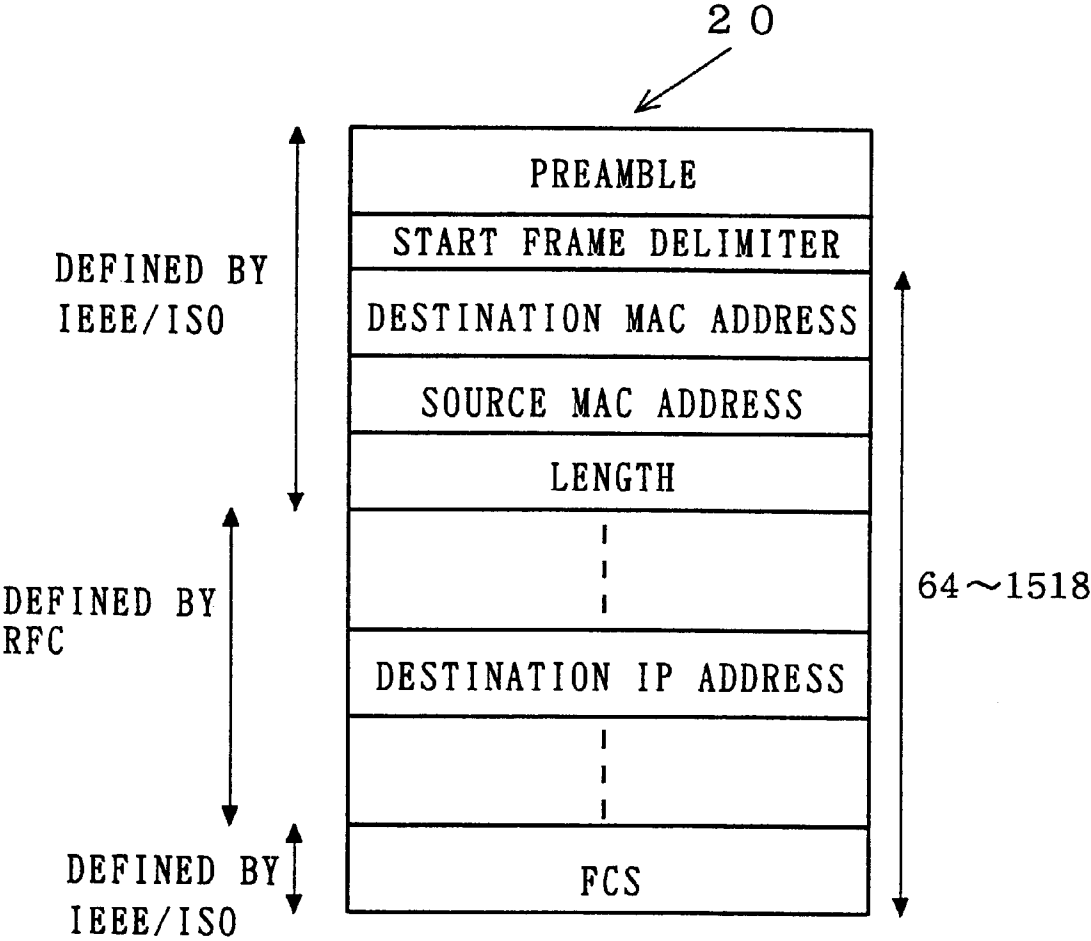 20
PREAMBLE
START FRAME DELIMITER
DEFINED BY
IEEE/ISO
DESTINATION MAC ADDRESS
SOURCE MAC ADDRESS
LENGTH
DEFINED BY
RFC
64~1518
DESTINATION IP ADDRESS
DEFINED BY
IEEE/ISO
FCS